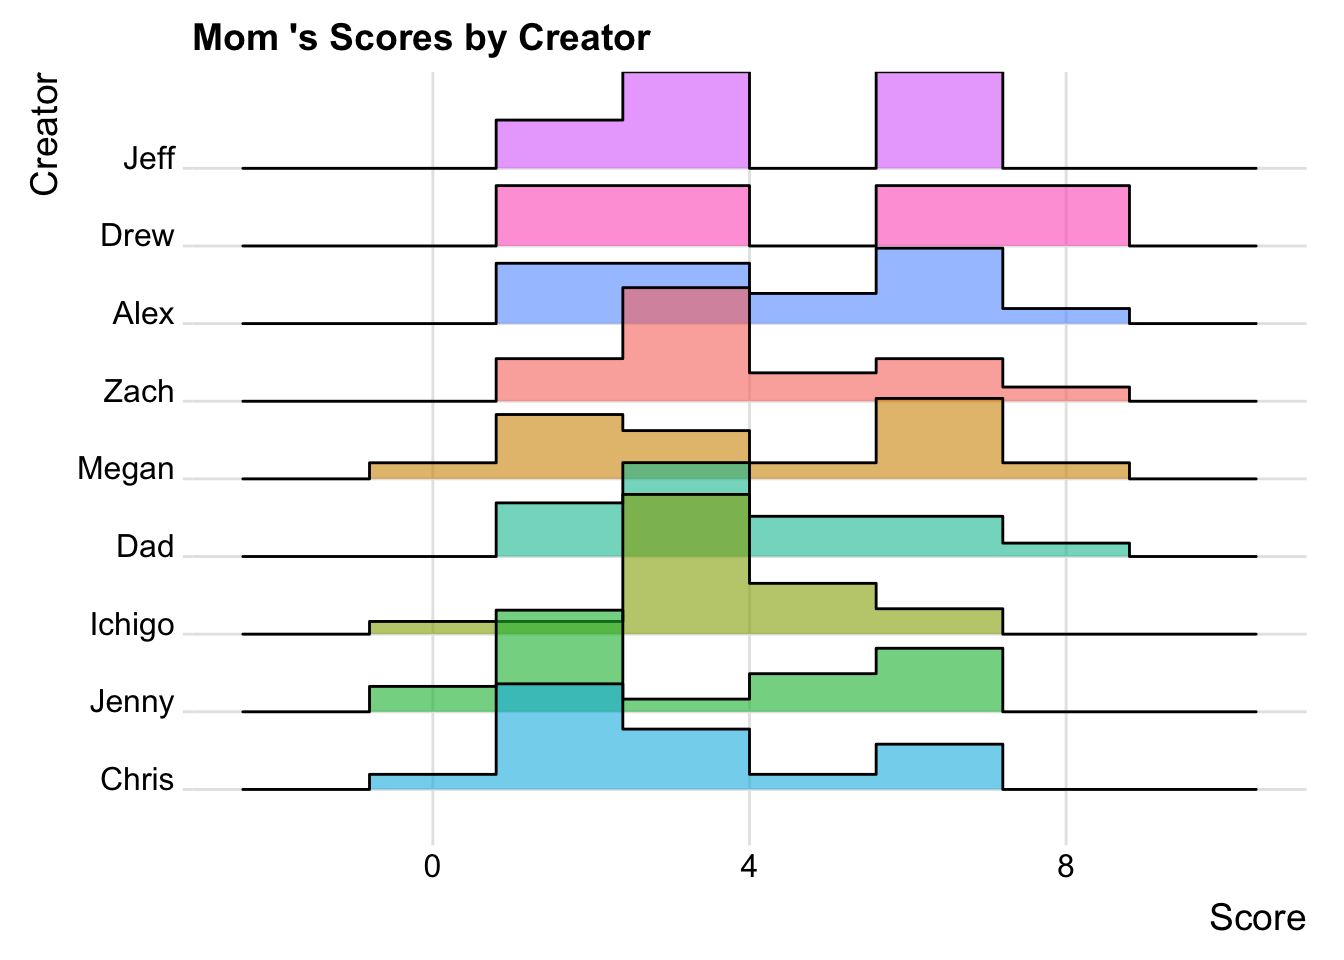 Mom 's Scores by Creator
Creator
Jeff
Drew
Alex
Zach
Megan
Dad
Ichigo
Jenny
Chris
0 4 8
Score